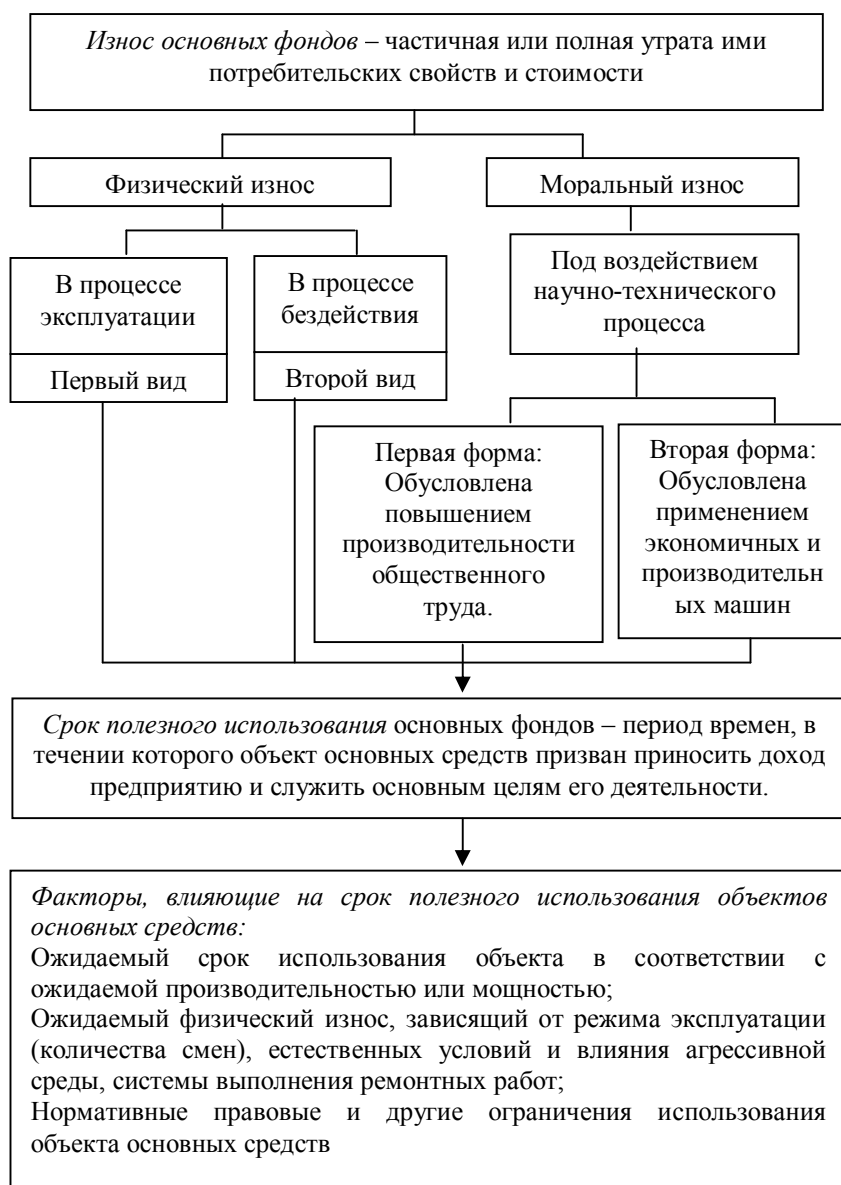 Износ основных фондов – частичная или полная утрата ими
потребительских свойств и стоимости
Физический износ
Моральный износ
В процессе
эксплуатации
Первый вид
В процессе
бездействия
Второй вид
Под воздействием
научно-технического
процесса
Первая форма:
Обусловлена
повышением
производительности
общественного
труда.
Вторая форма:
Обусловлена
применением
экономичных и
производительн
ых машин
Срок полезного использования основных фондов – период времен, в
течении которого объект основных средств призван приносить доход
предприятию и служить основным целям его деятельности.
Факторы, влияющие на срок полезного использования объектов
основных средств:
Ожидаемый срок использования объекта в соответствии с
ожидаемой производительностью или мощностью;
Ожидаемый физический износ, зависящий от режима эксплуатации
(количества смен), естественных условий и влияния агрессивной
среды, системы выполнения ремонтных работ;
Нормативные правовые и другие ограничения использования
объекта основных средств